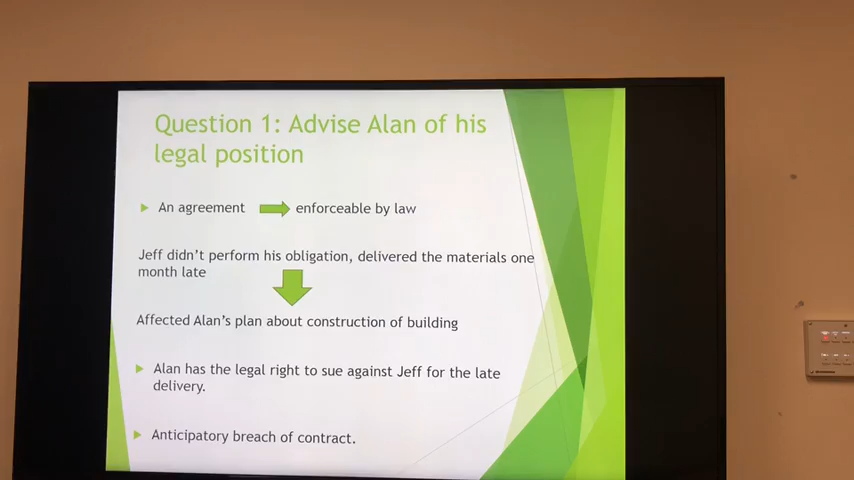 Question 1: Advise Alan of his
legal position
An agreement enforceable by law
Jeff didn't perform his obligation, delivered the materials one
month late
Affected Alan's plan about construction of building
Alan has the legal right to sue against Jeff for the late
delivery.
Anticipatory breach of contract.